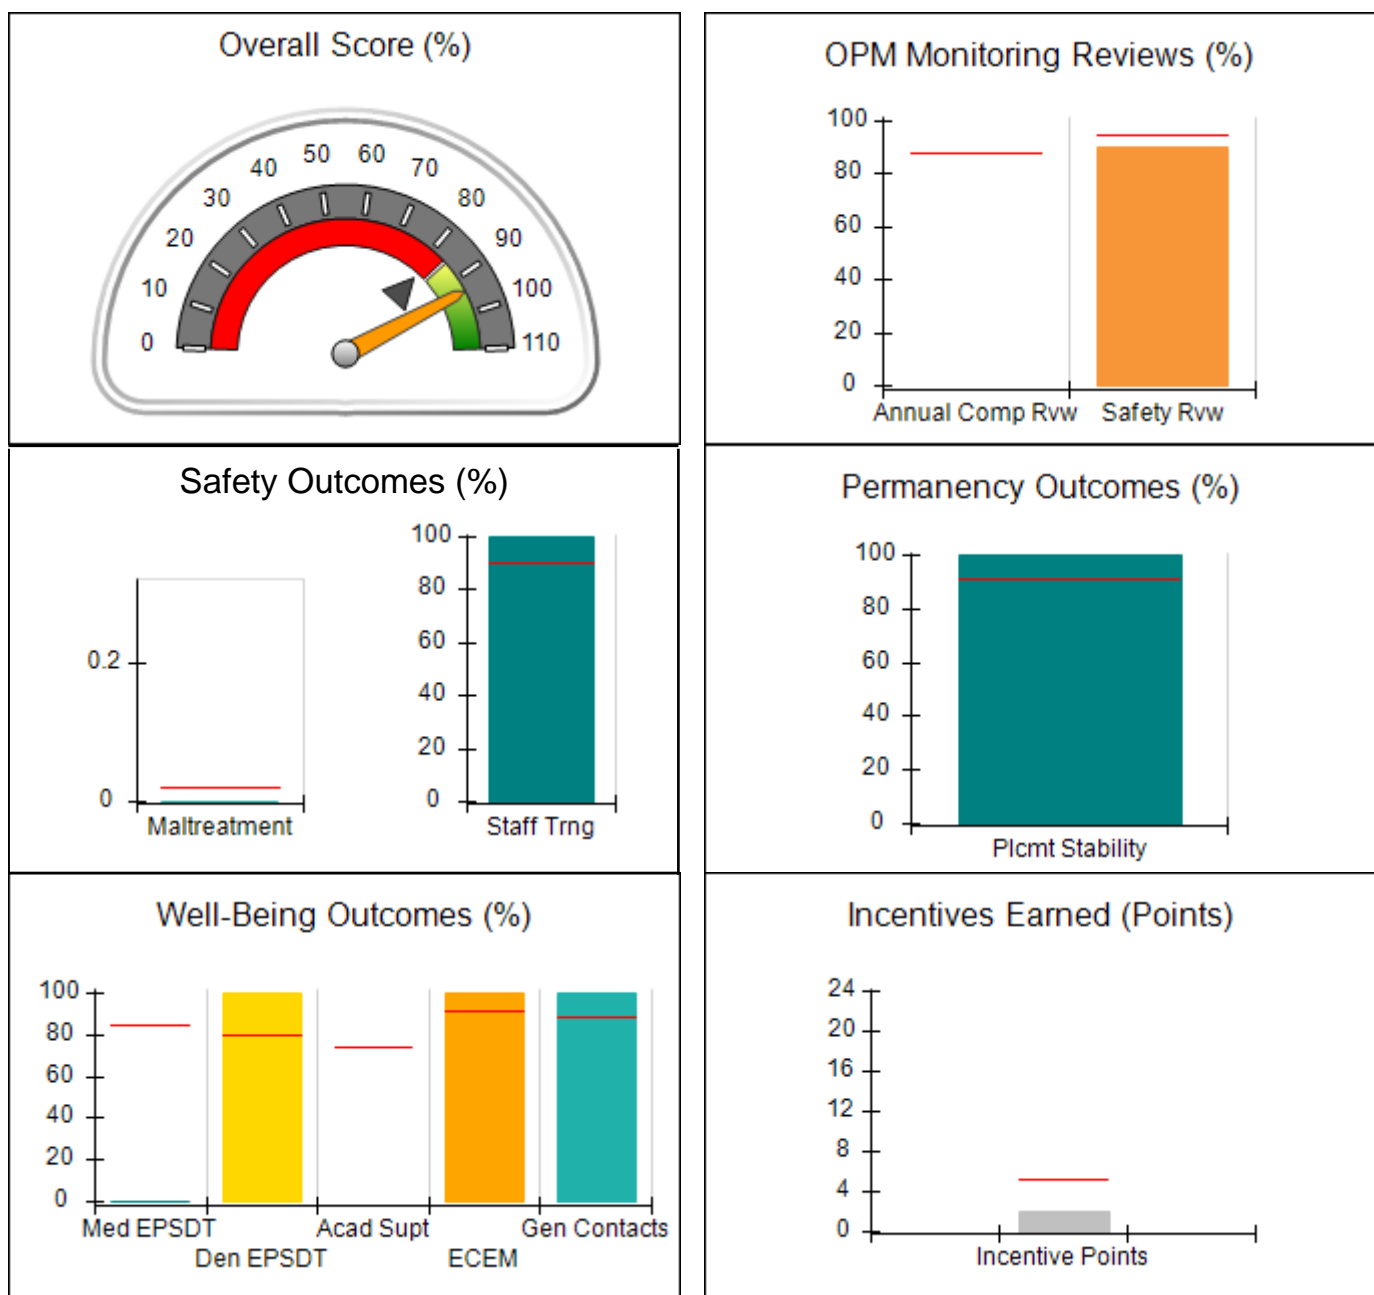 Overall Score (%)
0
10
20
30
40
50
60
70
80
90
100
110
OPM Monitoring Reviews (%)
100
80
60
40
20
0
Annual Comp Rvw
Safety Rvw
Safety Outcomes (%)
0.2
0
Maltreatment
100
80
60
40
20
0
Staff Trng
Permanency Outcomes (%)
100
80
60
40
20
0
Plcmt Stability
Well-Being Outcomes (%)
100
80
60
40
20
0
Med EPSDT
Den EPSDT
Acad Supt
ECEM
Gen Contacts
Incentives Earned (Points)
24
20
16
12
8
4
0
Incentive Points